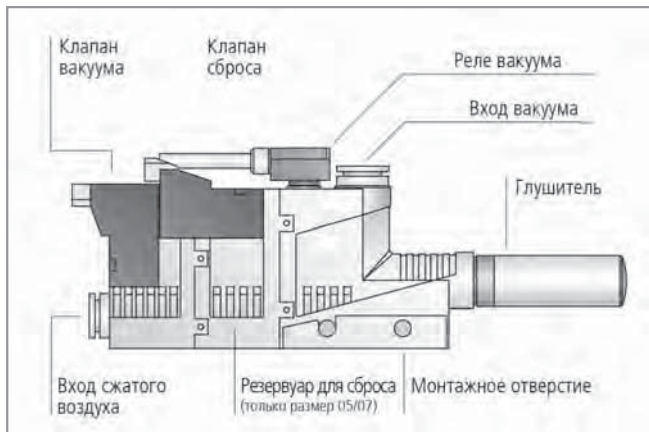 Клапан
вакуума
Клапан
сброса
Реле вакуума
Вход вакуума
Глушитель
Вход сжатого
воздуха
Резервуар для сброса
(только размер 05/07)
Монтажное отверстие